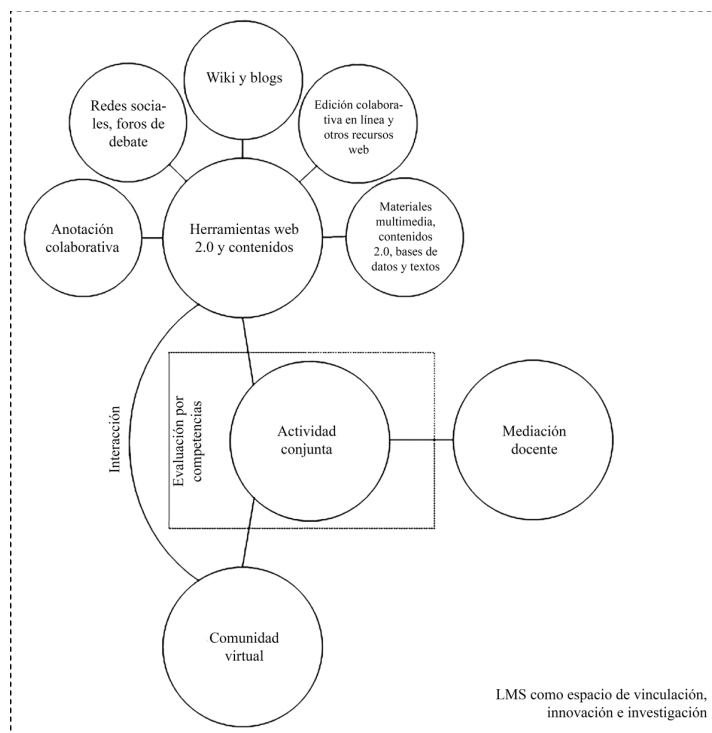 Wiki y blogs
Redes socia-
les, foros de
debate
Edición colabora-
tiva en línea y
otros recursos
web
Anotación
colaborativa
Herramientas web
2.0 y contenidos
Materiales
multimedia,
contenidos
2.0, bases de
datos y textos
Interacción
Evaluación por
competencias
Actividad
conjunta
Mediación
docente
Comunidad
virtual
LMS como espacio de vinculación,
innovación e investigación